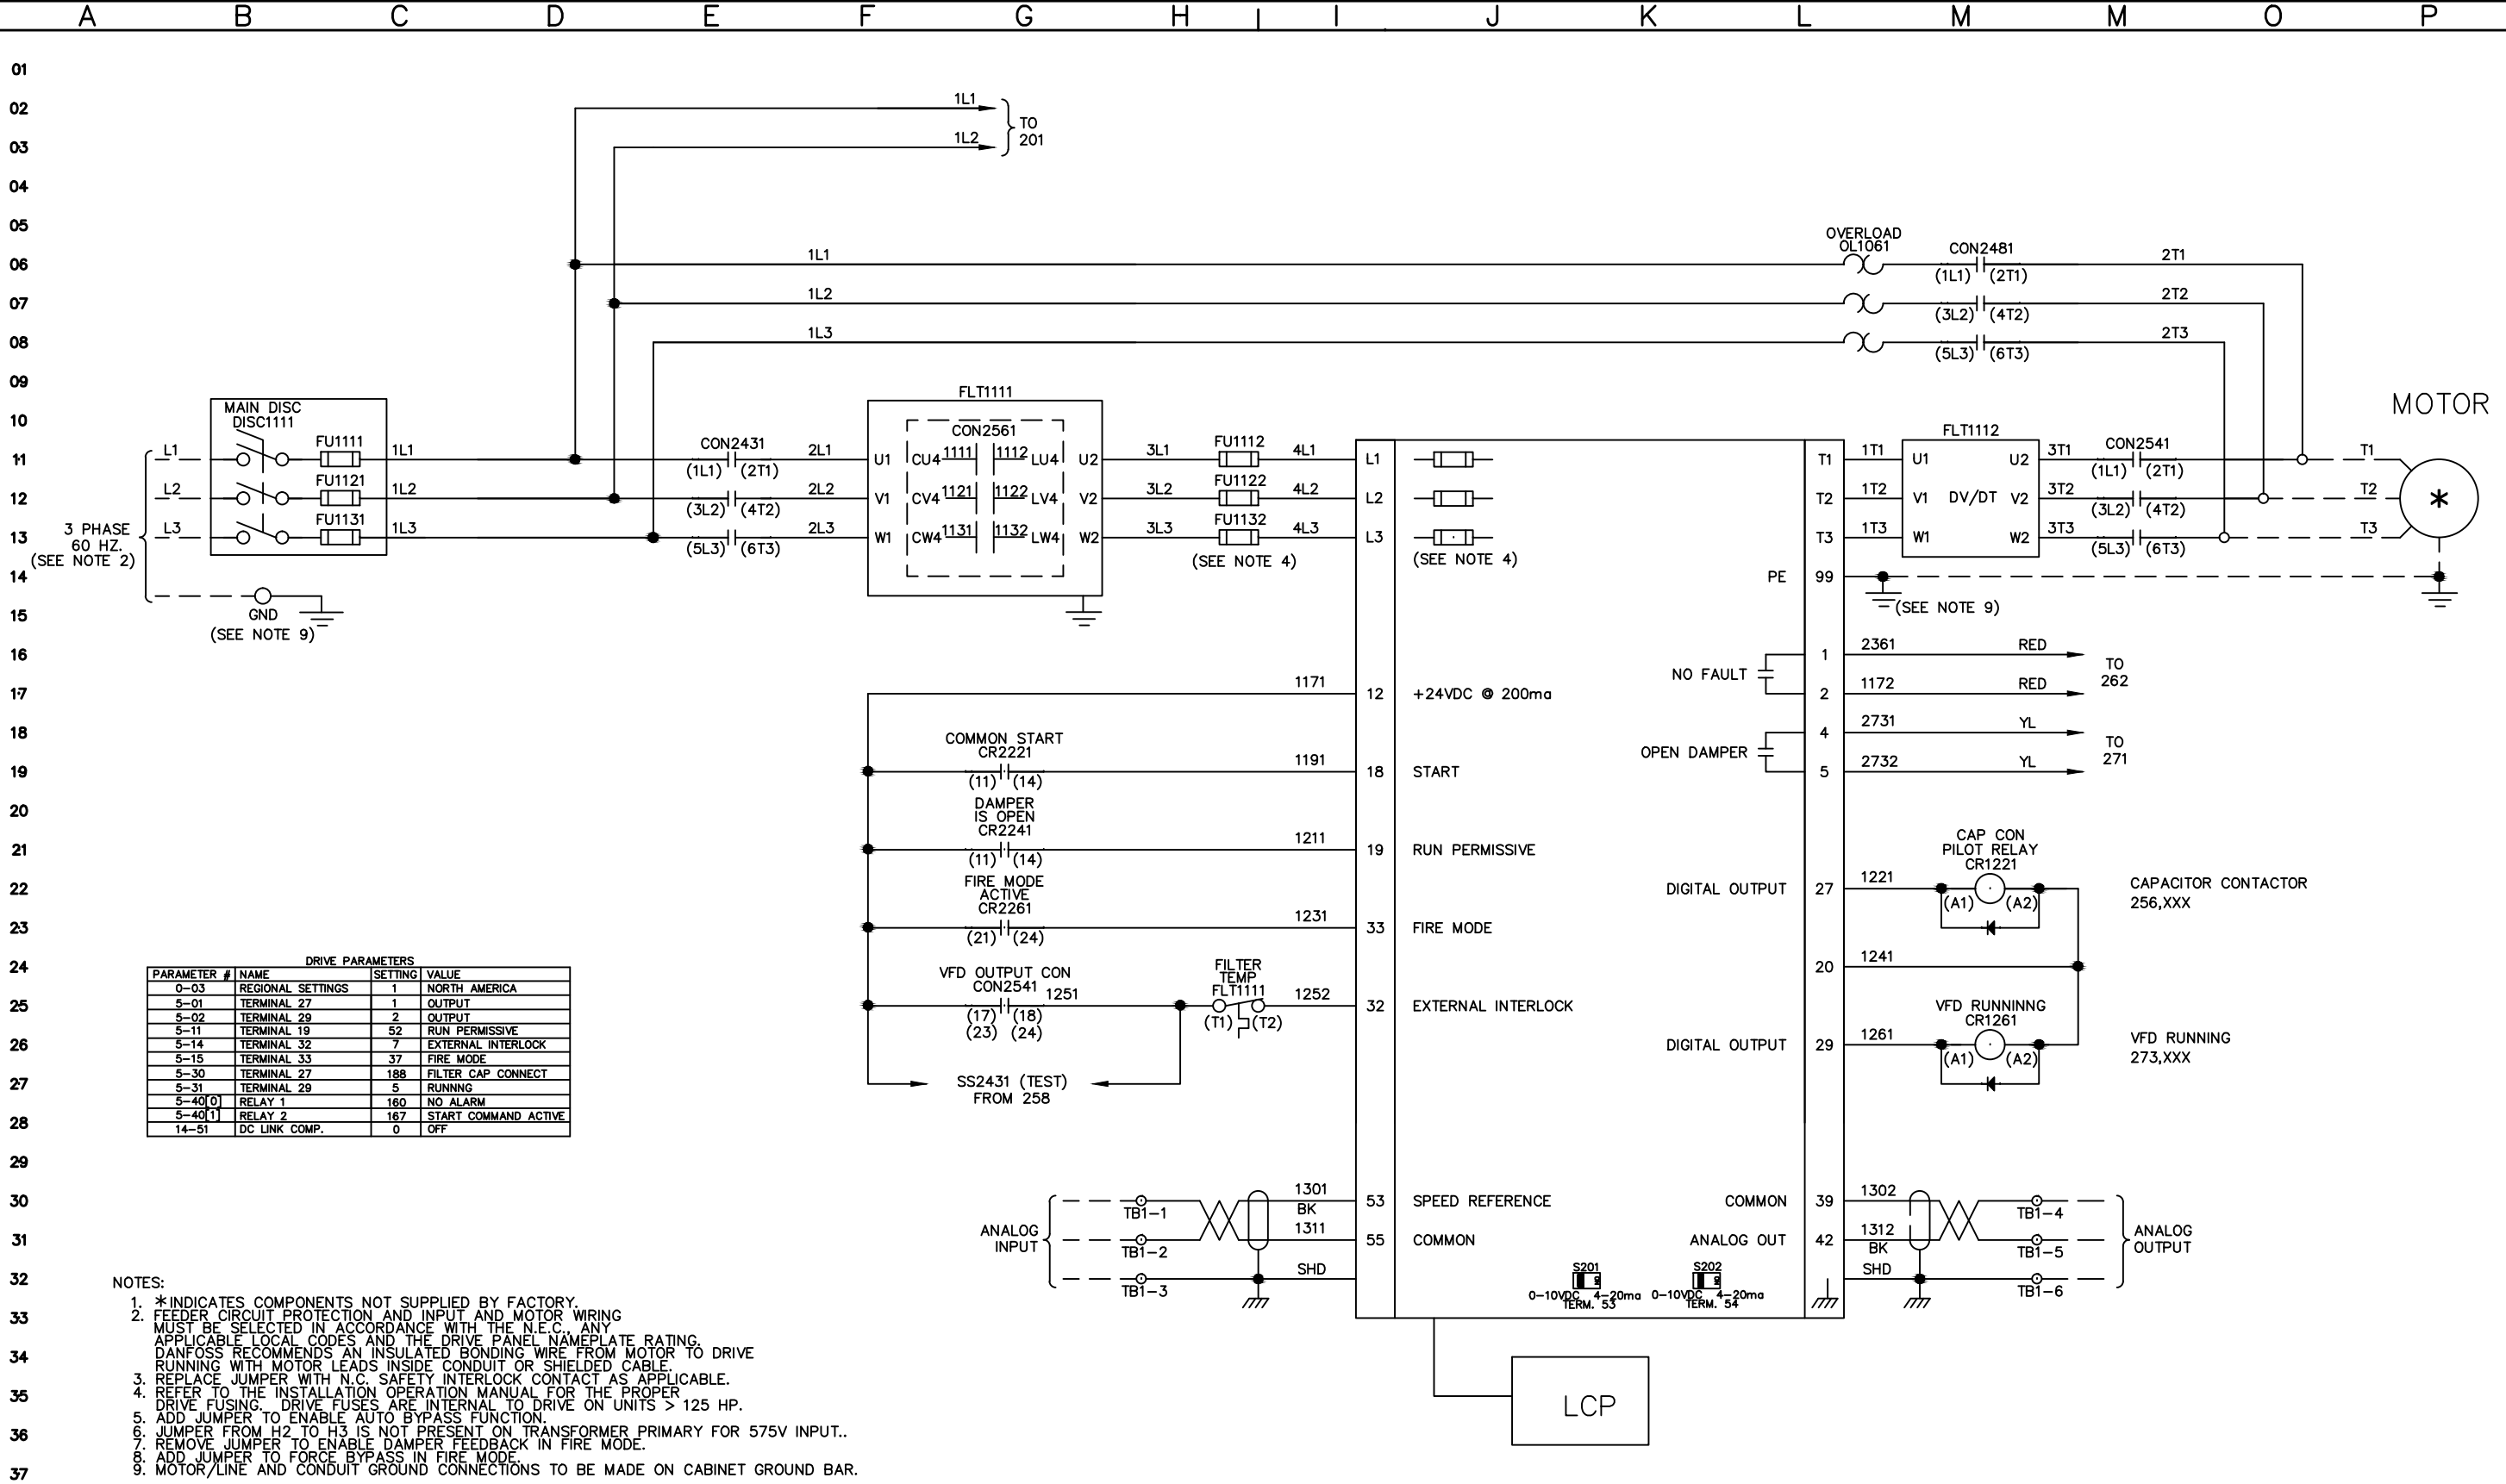 A B C D E F G H I J K L M M O P
01
02
03
04
05
06
07
08
09
10
11
12
13
14
15
16
17
18
19
20
21
22
23
24
25
26
27
28
29
30
31
32
33
34
35
36
37
1L1
1L2
TO
201
OVERLOAD
OL1061
CON2481
1L1
(1L1) (2T1)
2T1
1L2
(3L2) (4T2)
2T2
1L3
(5L3) (6T3)
2T3
3 PHASE
60 HZ.
(SEE NOTE 2)
L1
L2
L3
MAIN DISC
DISC1111
FU1111
FU1121
FU1131
1L1
1L2
1L3
GND
(SEE NOTE 9)
CON2431
(1L1) (2T1)
(3L2) (4T2)
(5L3) (6T3)
2L1
2L2
2L3
FLT1111
CON2561
U1 CU4 1111 1112 LU4 U2
V1 CV4 1121 1122 LV4 V2
W1 CW4 1131 1132 LW4 W2
3L1 FU1112 4L1
3L2 FU1122 4L2
3L3 FU1132 4L3
(SEE NOTE 4)
L1
L2
L3
(SEE NOTE 4)
T1
T2
T3
PE 99
1T1
1T2
1T3
FLT1112
U1 U2
V1 DV/DT V2
W1 W2
3T1
3T2
3T3
CON2541
(1L1) (2T1)
(3L2) (4T2)
(5L3) (6T3)
MOTOR
T1
T2
T3
*
(SEE NOTE 9)
1171 12 +24VDC @ 200ma
COMMON START
CR2221
(11) (14)
1191 18 START
DAMPER
IS OPEN
CR2241
(11) (14)
1211 19 RUN PERMISSIVE
FIRE MODE
ACTIVE
CR2261
(21) (24)
1231 33 FIRE MODE
VFD OUTPUT CON
CON2541
1251
(17) (18)
(23) (24)
FILTER
TEMP
FLT1111
(T1) (T2)
1252 32 EXTERNAL INTERLOCK
SS2431 (TEST)
FROM 258
NO FAULT
1 2361 RED
2 1172 RED
TO
262
OPEN DAMPER
4 2731 YL
5 2732 YL
TO
271
DIGITAL OUTPUT 27 1221
CAP CON
PILOT RELAY
CR1221
(A1) (A2)
CAPACITOR CONTACTOR
256,XXX
20 1241
DIGITAL OUTPUT 29 1261
VFD RUNNINNG
CR1261
(A1) (A2)
VFD RUNNING
273,XXX
DRIVE PARAMETERS
PARAMETER # NAME SETTING VALUE
0-03 REGIONAL SETTINGS 1 NORTH AMERICA
5-01 TERMINAL 27 1 OUTPUT
5-02 TERMINAL 29 2 OUTPUT
5-11 TERMINAL 19 52 RUN PERMISSIVE
5-14 TERMINAL 32 7 EXTERNAL INTERLOCK
5-15 TERMINAL 33 37 FIRE MODE
5-30 TERMINAL 27 188 FILTER CAP CONNECT
5-31 TERMINAL 29 5 RUNNNG
5-40[0] RELAY 1 160 NO ALARM
5-40[1] RELAY 2 167 START COMMAND ACTIVE
14-51 DC LINK COMP. 0 OFF
ANALOG
INPUT
TB1-1
TB1-2
TB1-3
1301
BK
1311
SHD
53 SPEED REFERENCE
55 COMMON
COMMON 39
ANALOG OUT 42
1302
1312
BK
SHD
TB1-4
TB1-5
TB1-6
ANALOG
OUTPUT
S201
0-10VDC 4-20ma
TERM. 53
S202
0-10VDC 4-20ma
TERM. 54
LCP
NOTES:
1. *INDICATES COMPONENTS NOT SUPPLIED BY FACTORY.
2. FEEDER CIRCUIT PROTECTION AND INPUT AND MOTOR WIRING
MUST BE SELECTED IN ACCORDANCE WITH THE N.E.C., ANY
APPLICABLE LOCAL CODES AND THE DRIVE PANEL NAMEPLATE RATING.
DANFOSS RECOMMENDS AN INSULATED BONDING WIRE FROM MOTOR TO DRIVE
RUNNING WITH MOTOR LEADS INSIDE CONDUIT OR SHIELDED CABLE.
3. REPLACE JUMPER WITH N.C. SAFETY INTERLOCK CONTACT AS APPLICABLE.
4. REFER TO THE INSTALLATION OPERATION MANUAL FOR THE PROPER
DRIVE FUSING. DRIVE FUSES ARE INTERNAL TO DRIVE ON UNITS > 125 HP.
5. ADD JUMPER TO ENABLE AUTO BYPASS FUNCTION.
6. JUMPER FROM H2 TO H3 IS NOT PRESENT ON TRANSFORMER PRIMARY FOR 575V INPUT..
7. REMOVE JUMPER TO ENABLE DAMPER FEEDBACK IN FIRE MODE.
8. ADD JUMPER TO FORCE BYPASS IN FIRE MODE.
9. MOTOR/LINE AND CONDUIT GROUND CONNECTIONS TO BE MADE ON CABINET GROUND BAR.